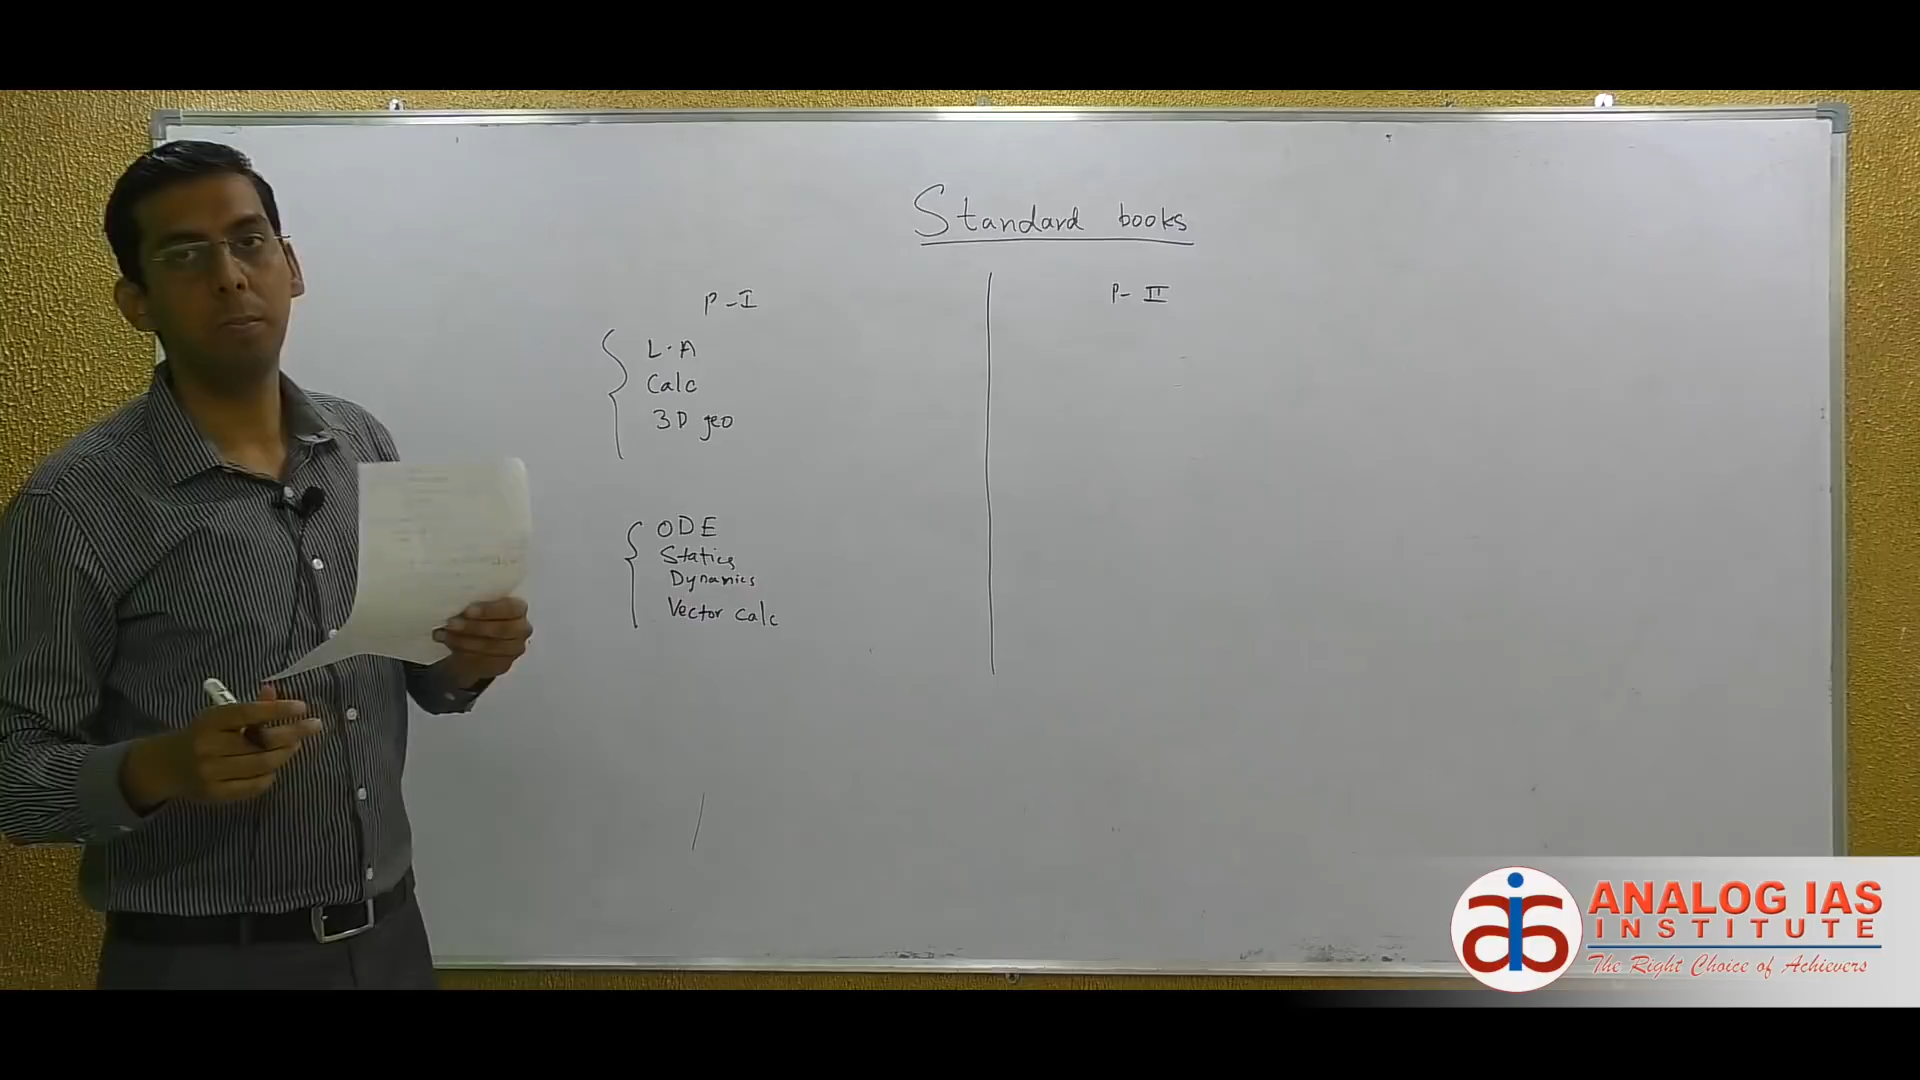 Standard books
P-I
L.A
Calc
3D geo
ODE
Statics
Dynamics
Vector calc
P-II
ANALOG IAS
INSTITUTE
The Right Choice of Achievers